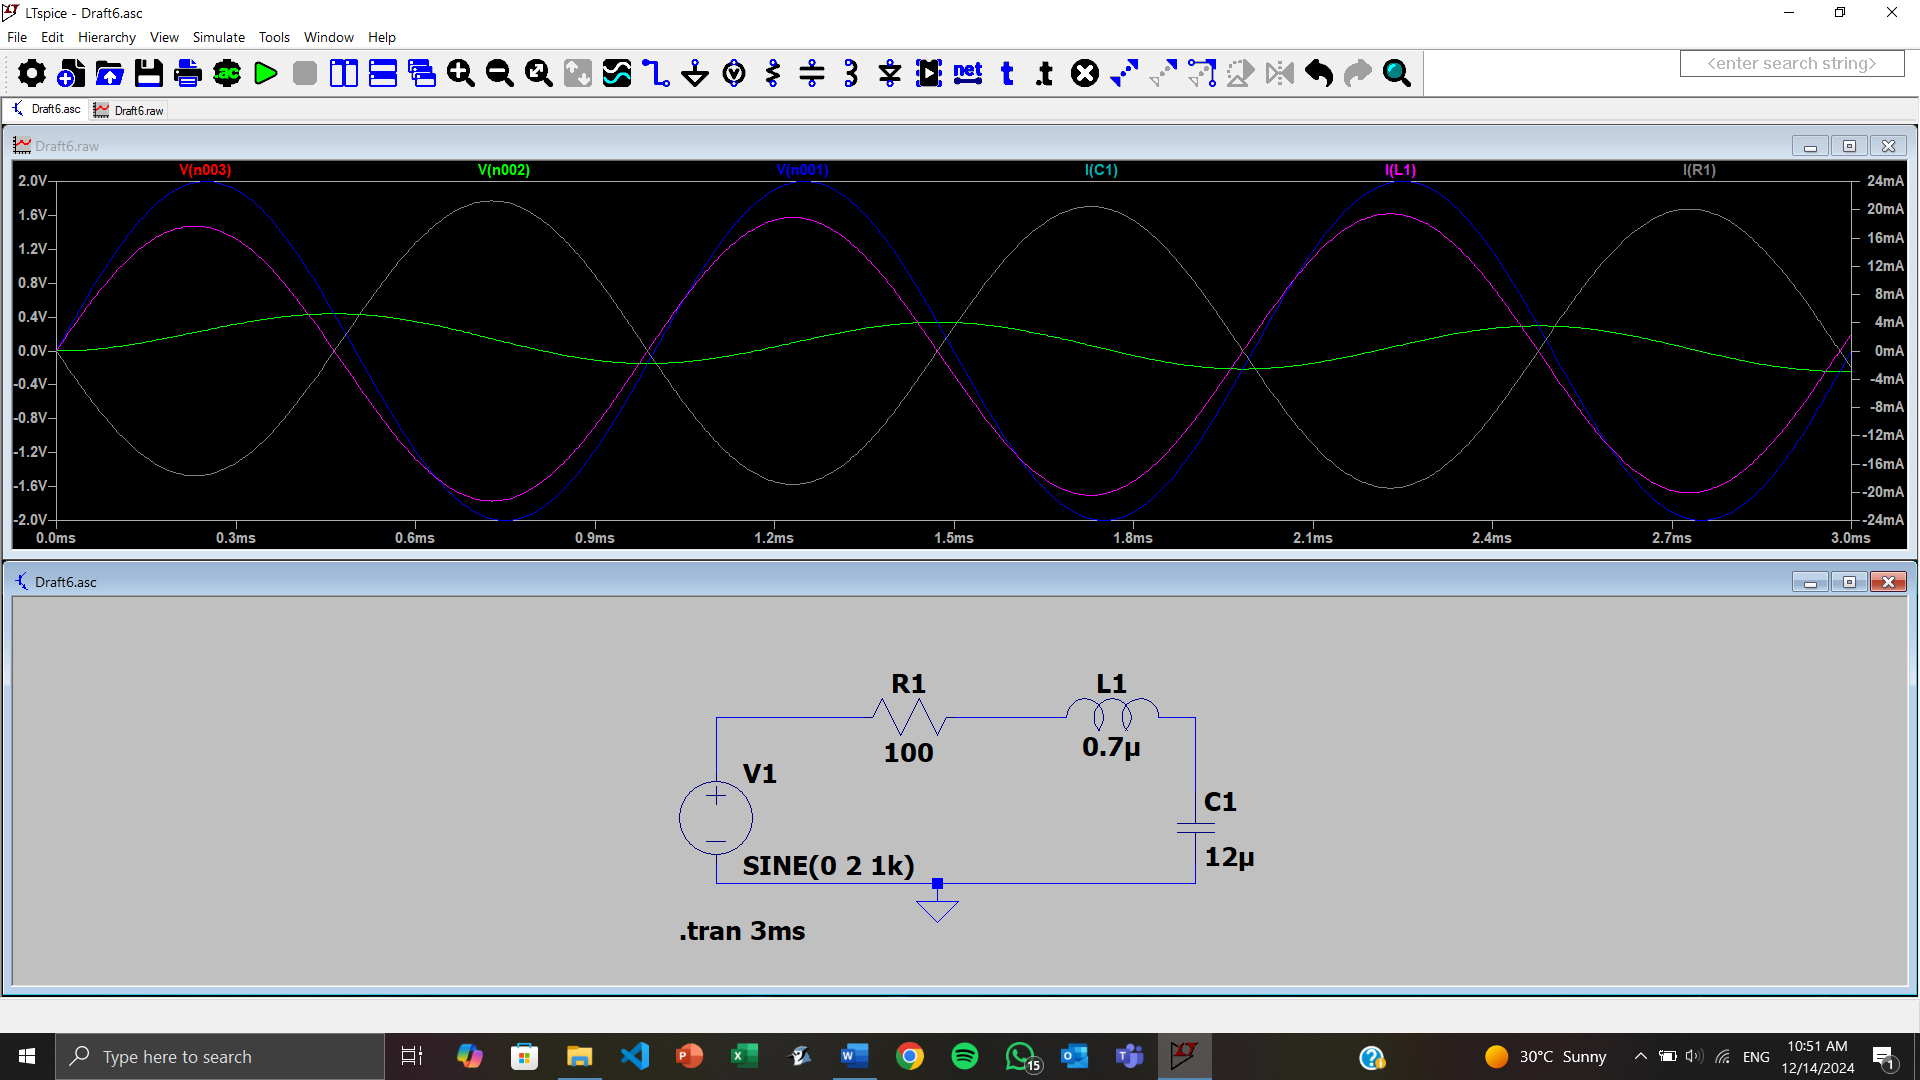 LTspice - Draft6.asc
File Edit Hierarchy View Simulate Tools Window Help
.ac net t .t <enter search string>
Draft6.asc Draft6.raw
Draft6.raw
V(n003) V(n002) V(n001) I(C1) I(L1) I(R1)
2.0V 24mA
1.6V 20mA
1.2V 16mA
0.8V 12mA
8mA
0.4V 4mA
0.0V 0mA
-0.4V -4mA
-0.8V -8mA
-1.2V -12mA
-16mA
-1.6V -20mA
-2.0V -24mA
0.0ms 0.3ms 0.6ms 0.9ms 1.2ms 1.5ms 1.8ms 2.1ms 2.4ms 2.7ms 3.0ms
Draft6.asc
R1 L1
100 0.7µ
V1
C1
12µ
SINE(0 2 1k)
.tran 3ms
Type here to search 15 30°C Sunny ENG 10:51 AM
12/14/2024 1